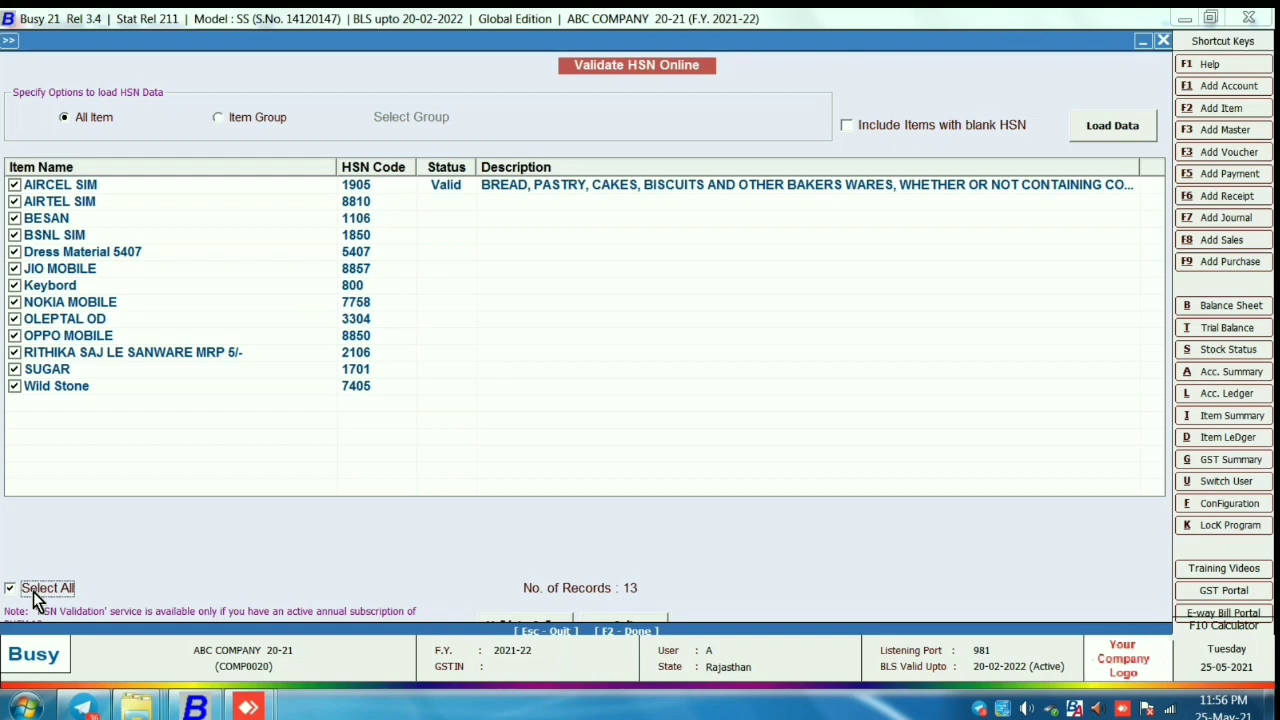 Busy 21 Rel 3.4 | Stat Rel 211 | Model : SS (S.No. 14120147) | BLS upto 20-02-2022 | Global Edition | ABC COMPANY 20-21 (F.Y. 2021-22)
>>
Shortcut Keys
Validate HSN Online
Specify Options to load HSN Data
All Item Item Group Select Group
Include Items with blank HSN
Load Data
Item Name HSN Code Status Description
AIRCEL SIM 1905 Valid BREAD, PASTRY, CAKES, BISCUITS AND OTHER BAKERS WARES, WHETHER OR NOT CONTAINING CO...
AIRTEL SIM 8810
BESAN 1106
BSNL SIM 1850
Dress Material 5407 5407
JIO MOBILE 8857
Keybord 800
NOKIA MOBILE 7758
OLEPTAL OD 3304
OPPO MOBILE 8850
RITHIKA SAJ LE SANWARE MRP 5/- 2106
SUGAR 1701
Wild Stone 7405
Select All
No. of Records : 13
HSN Validation' service is available only if you have an active annual subscription of
Note:
[ Esc - Quit ] [ F2 - Done ]
F1 Help
F1 Add Account
F2 Add Item
F3 Add Master
F3 Add Voucher
F5 Add Payment
F6 Add Receipt
F7 Add Journal
F8 Add Sales
F9 Add Purchase
B Balance Sheet
T Trial Balance
S Stock Status
A Acc. Summary
L Acc. Ledger
I Item Summary
D Item LeDger
G GST Summary
U Switch User
F ConFiguration
K LocK Program
Training Videos
GST Portal
E-way Bill Portal
F10 Calculator
Busy
ABC COMPANY 20-21
(COMP0020)
F.Y. : 2021-22
GSTIN :
User : A
State : Rajasthan
Listening Port : 981
BLS Valid Upto : 20-02-2022 (Active)
Your
Company
Logo
Tuesday
25-05-2021
B
11:56 PM
25-May-21